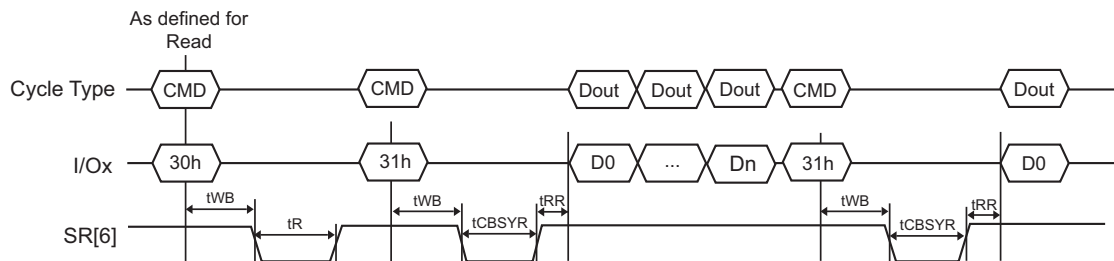 As defined for
Read
Cycle Type CMD CMD Dout Dout Dout CMD Dout
I/Ox 30h 31h D0 ... Dn 31h D0
tWB tWB tRR tWB tRR
tR tCBSYR tCBSYR
SR[6]